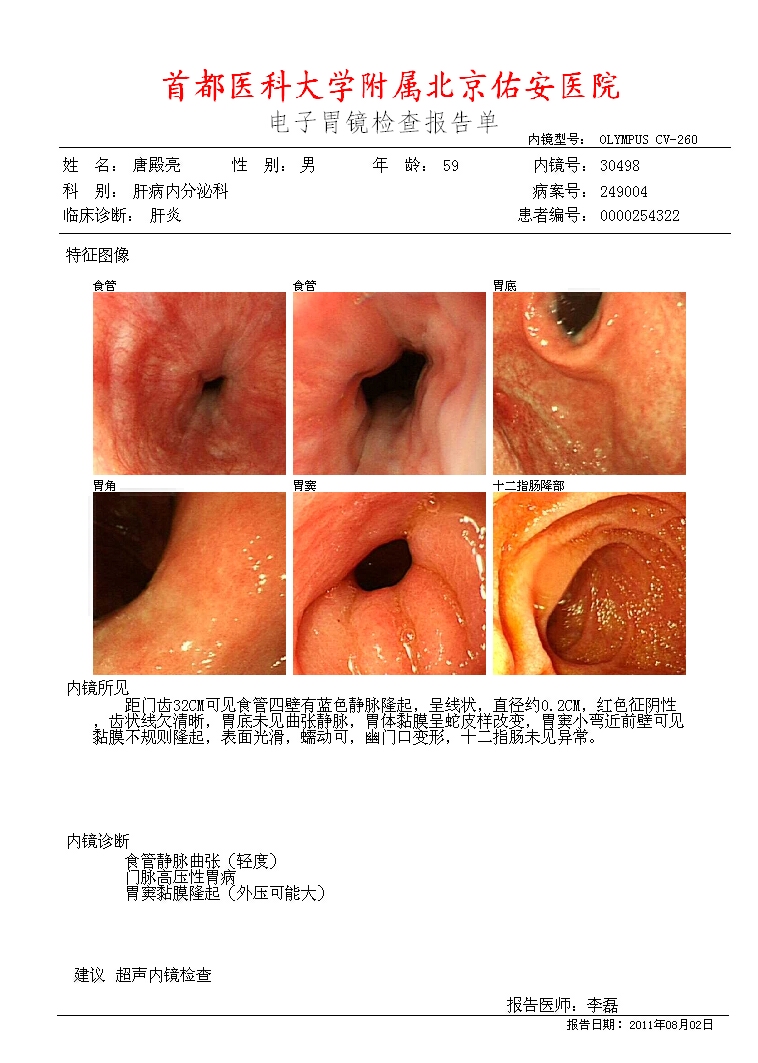 首都医科大学附属北京佑安医院
电子胃镜检查报告单
内镜型号： OLYMPUS CV-260
姓 名： 唐殿亮 性 别： 男 年 龄： 59 内镜号： 30498
科 别： 肝病内分泌科 病案号： 249004
临床诊断： 肝炎 患者编号： 0000254322
特征图像
食管 食管 胃底
胃角 胃窦 十二指肠降部
内镜所见
距门齿32CM可见食管四壁有蓝色静脉隆起，呈线状，直径约0.2CM，红色征阴性
，齿状线欠清晰，胃底未见曲张静脉，胃体黏膜呈蛇皮样改变，胃窦小弯近前壁可见
黏膜不规则隆起，表面光滑，蠕动可，幽门口变形，十二指肠未见异常。
内镜诊断
食管静脉曲张（轻度）
门脉高压性胃病
胃窦黏膜隆起（外压可能大）
建议 超声内镜检查
报告医师：李磊
报告日期：2011年08月02日